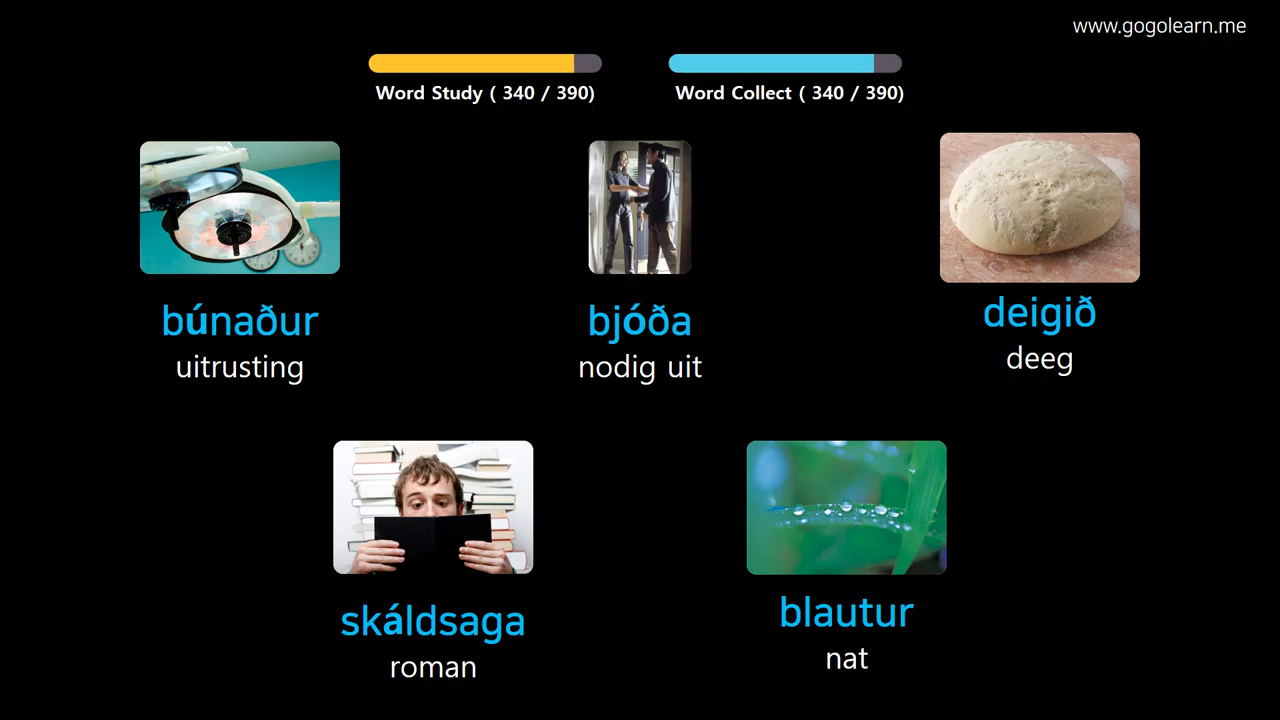 www.gogolearn.me
Word Study ( 340 / 390)
Word Collect ( 340 / 390)
búnaður
uitrusting
bjóða
nodig uit
deigið
deeg
skáldsaga
roman
blautur
nat